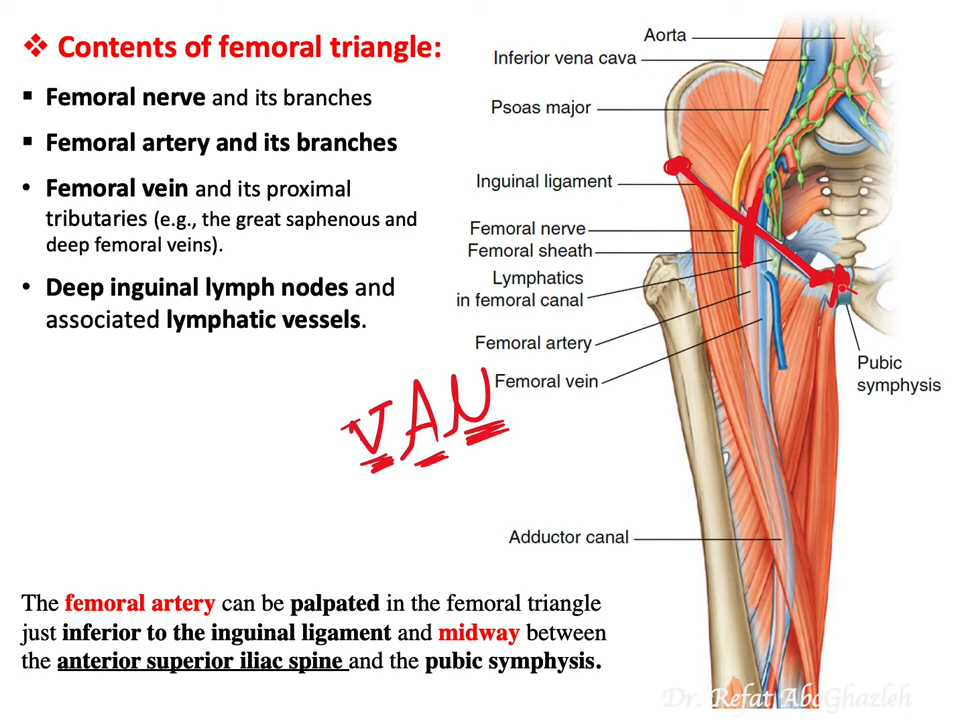 ❖ Contents of femoral triangle:
▪ Femoral nerve and its branches
▪ Femoral artery and its branches
• Femoral vein and its proximal
tributaries (e.g., the great saphenous and
deep femoral veins).
• Deep inguinal lymph nodes and
associated lymphatic vessels.
Aorta
Inferior vena cava
Psoas major
Inguinal ligament
Femoral nerve
Femoral sheath
Lymphatics
in femoral canal
Femoral artery
Femoral vein
Pubic
symphysis
VAN
Adductor canal
The femoral artery can be palpated in the femoral triangle
just inferior to the inguinal ligament and midway between
the anterior superior iliac spine and the pubic symphysis.
Dr. Refat AboGhazleh